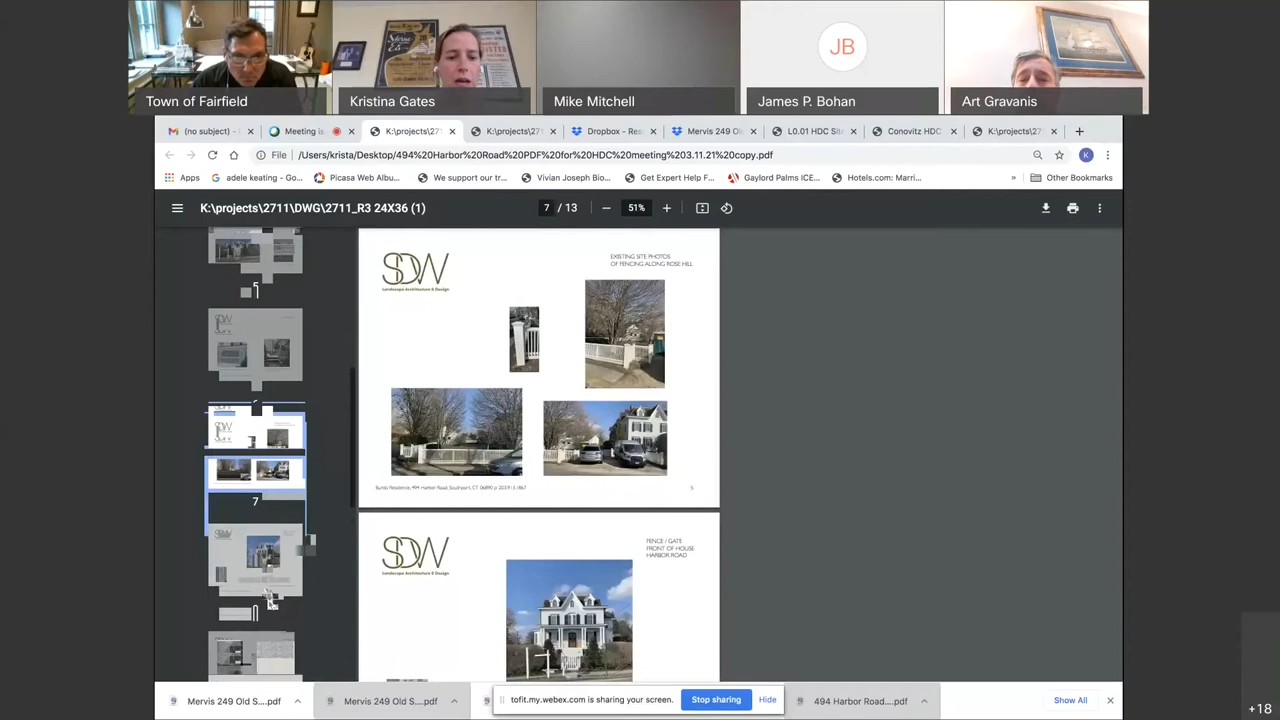 JB
Town of Fairfield
Kristina Gates
Mike Mitchell
James P. Bohan
Art Gravanis
(no subject) -
Meeting is
K:\projects\271
K:\projects\271
Dropbox - Res
Mervis 249 Ol
L0.01 HDC Sit
Conovitz HDC
K:\projects\271
File
/Users/krista/Desktop/494%20Harbor%20Road%20PDF%20for%20HDC%20meeting%203.11.21%20copy.pdf
K
Apps
adele keating - Go...
Picasa Web Albu...
We support our tr...
Vivian Joseph Bio...
Get Expert Help F...
Gaylord Palms ICE...
Hotels.com: Marri...
»
Other Bookmarks
K:\projects\2711\DWG\2711_R3 24X36 (1)
7 / 13
51%
5
7
SDW
Landscape Architecture & Design
EXISTING SITE PHOTOS
OF FENCING ALONG ROSE HILL
5
SDW
Landscape Architecture & Design
FENCE / GATE
FRONT OF HOUSE
HARBOR ROAD
Mervis 249 Old S....pdf
Mervis 249 Old S....pdf
tofit.my.webex.com is sharing your screen.
Stop sharing
Hide
494 Harbor Road....pdf
Show All
+18